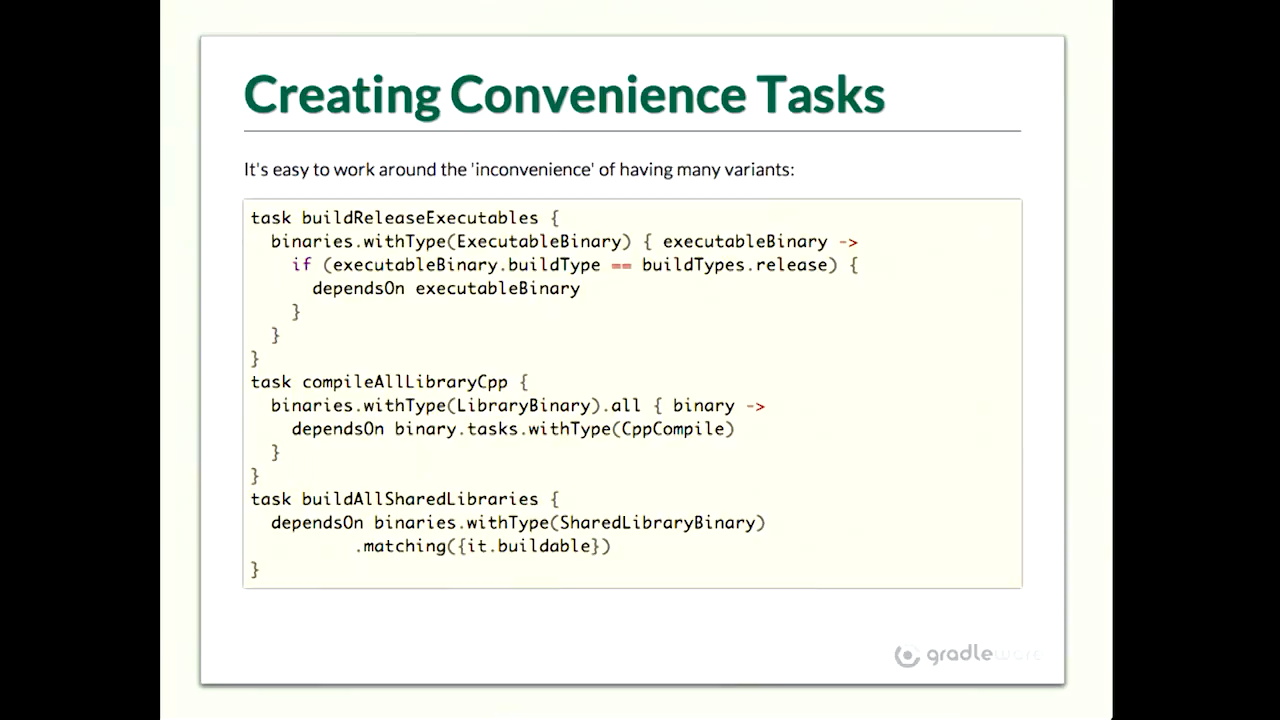 Creating Convenience Tasks
It's easy to work around the 'inconvenience' of having many variants:
task buildReleaseExecutables {
  binaries.withType(ExecutableBinary) { executableBinary ->
    if (executableBinary.buildType == buildTypes.release) {
      dependsOn executableBinary
    }
  }
}
task compileAllLibraryCpp {
  binaries.withType(LibraryBinary).all { binary ->
    dependsOn binary.tasks.withType(CppCompile)
  }
}
task buildAllSharedLibraries {
  dependsOn binaries.withType(SharedLibraryBinary)
          .matching({it.buildable})
}
gradleware